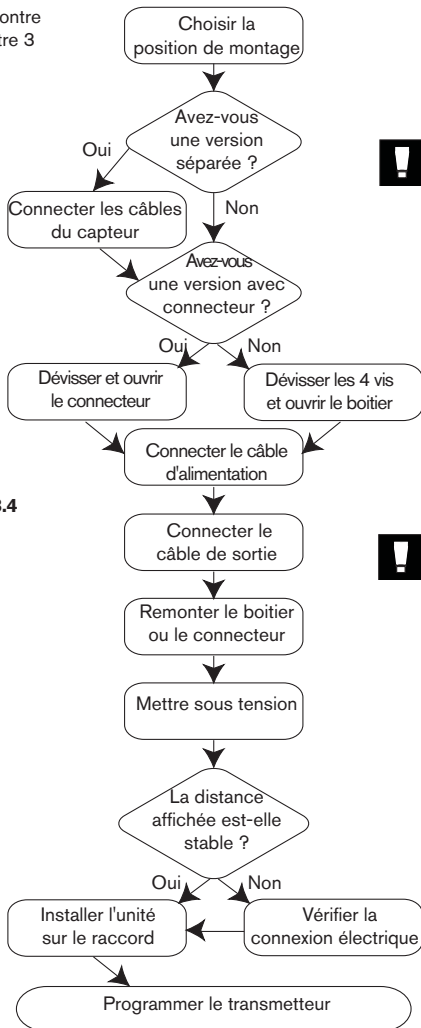 ontre
tre 3
Choisir la
position de montage
Avez-vous
une version
séparée ?
Oui
Non
Connecter les câbles
du capteur
Avez-vous
une version avec
connecteur ?
Oui
Non
Dévisser et ouvrir
le connecteur
Dévisser les 4 vis
et ouvrir le boitier
Connecter le câble
d'alimentation
3.4
Connecter le
câble de sortie
Remonter le boitier
ou le connecteur
Mettre sous tension
La distance
affichée est-elle
stable ?
Oui
Non
Installer l'unité
sur le raccord
Vérifier la
connexion électrique
Programmer le transmetteur